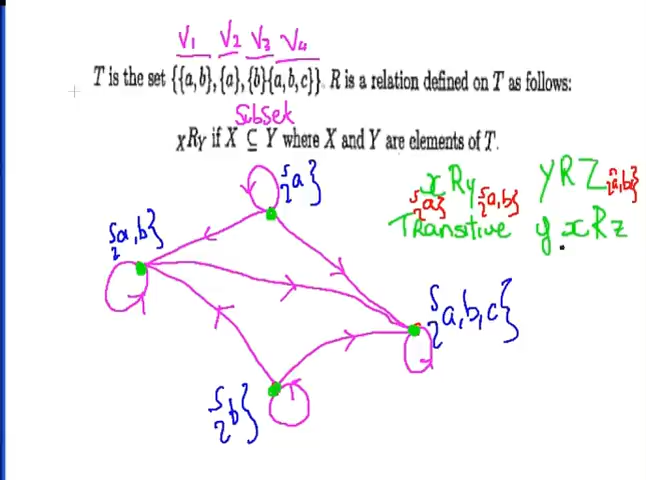 V1 V2 V3 V4
T is the set {{a, b}, {a}, {b}{a, b, c}}. R is a relation defined on T as follows:
Subset
xRy if X ⊆ Y where X and Y are elements of T.
{a}
xRy yRZ
{a} {a,b} {a,b}
Transitive y xRz
{a,b}
{a,b,c}
{b}